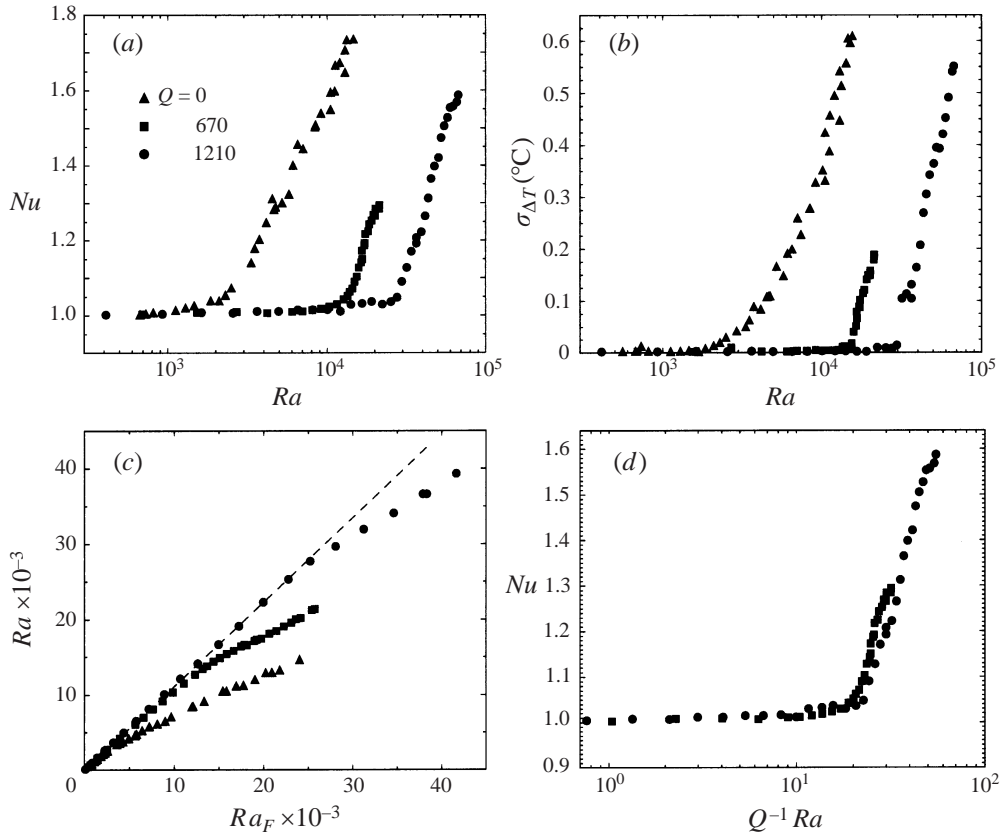 (a)
1.8
1.6
1.4
Nu
1.2
1.0
Q = 0
670
1210
10³ 10⁴ 10⁵
Ra
(b)
0.6
0.5
0.4
σΔT (°C)
0.3
0.2
0.1
0
10³ 10⁴ 10⁵
Ra
(c)
40
30
Ra ×10⁻³
20
10
0
0 10 20 30 40
Ra_F ×10⁻³
(d)
1.6
1.5
1.4
Nu 1.3
1.2
1.1
1.0
0.9
10⁰ 10¹ 10²
Q⁻¹ Ra